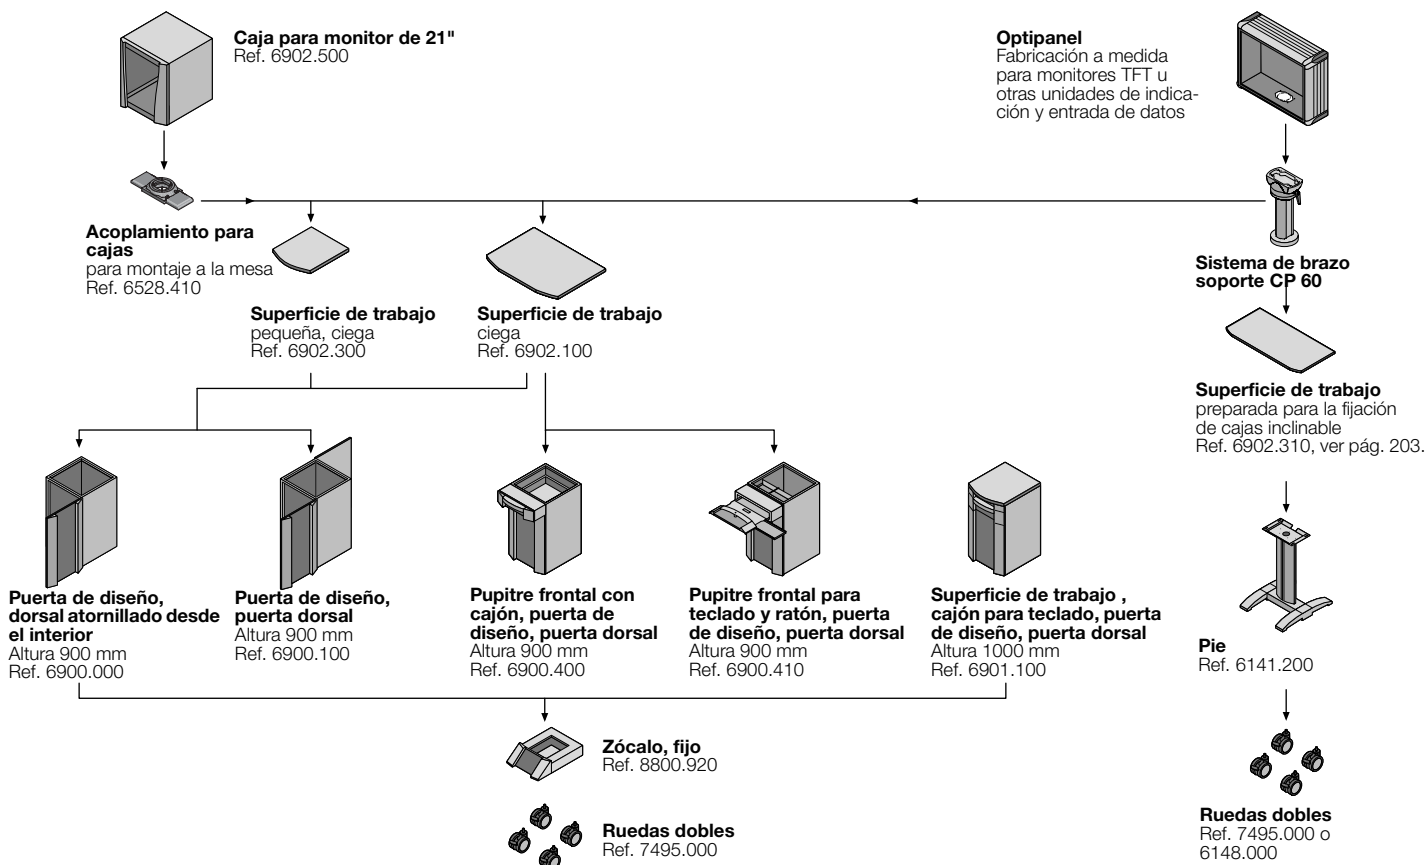 Caja para monitor de 21"
Ref. 6902.500
Optipanel
Fabricación a medida
para monitores TFT u
otras unidades de indica-
ción y entrada de datos
Acoplamiento para
cajas
para montaje a la mesa
Ref. 6528.410
Superficie de trabajo
pequeña, ciega
Ref. 6902.300
Superficie de trabajo
ciega
Ref. 6902.100
Sistema de brazo
soporte CP 60
Superficie de trabajo
preparada para la fijación
de cajas inclinable
Ref. 6902.310, ver pág. 203.
Puerta de diseño,
dorsal atornillado desde
el interior
Altura 900 mm
Ref. 6900.000
Puerta de diseño,
puerta dorsal
Altura 900 mm
Ref. 6900.100
Pupitre frontal con
cajón, puerta de
diseño, puerta dorsal
Altura 900 mm
Ref. 6900.400
Pupitre frontal para
teclado y ratón, puerta
de diseño, puerta dorsal
Altura 900 mm
Ref. 6900.410
Superficie de trabajo ,
cajón para teclado, puerta
de diseño, puerta dorsal
Altura 1000 mm
Ref. 6901.100
Pie
Ref. 6141.200
Zócalo, fijo
Ref. 8800.920
Ruedas dobles
Ref. 7495.000
Ruedas dobles
Ref. 7495.000 o
6148.000